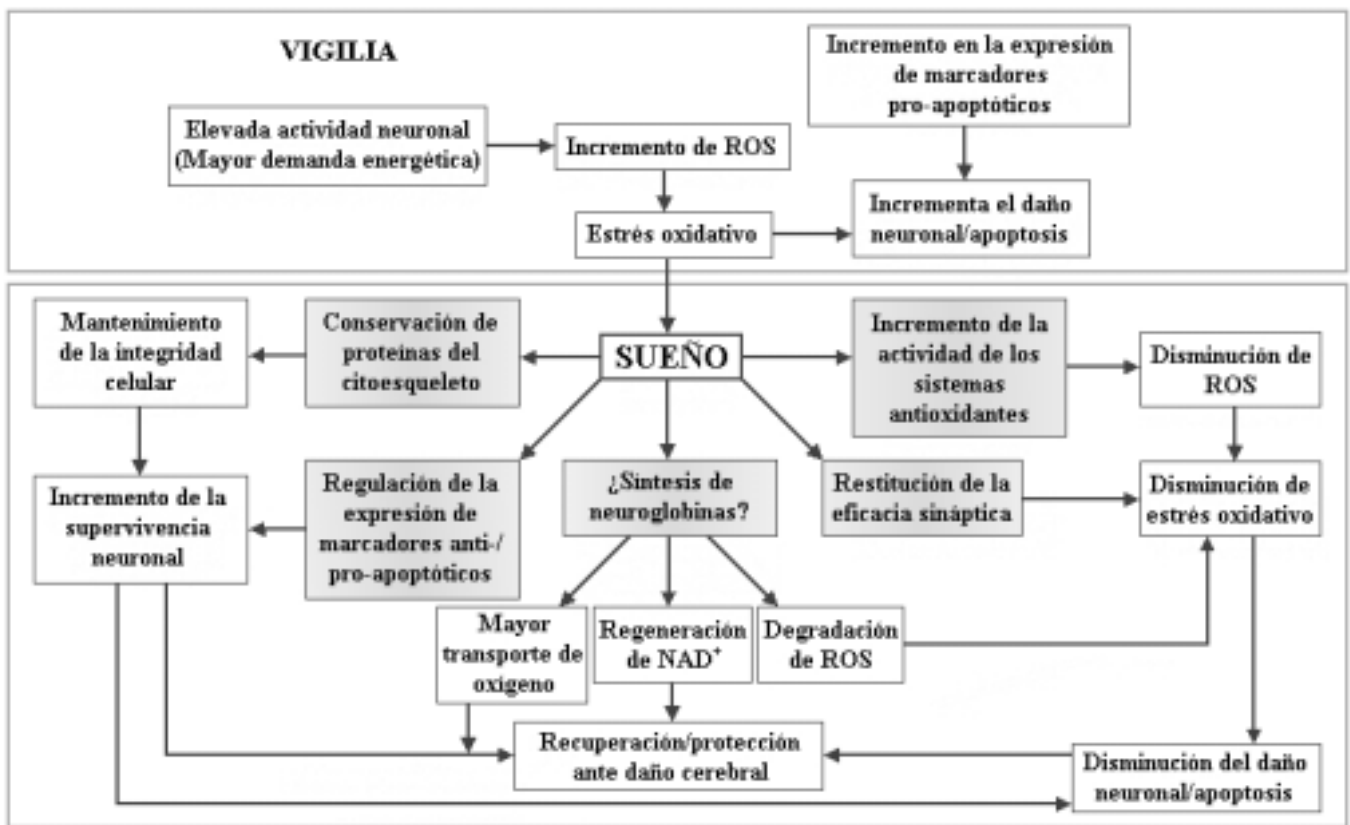 VIGILIA
Incremento en la expresión
de marcadores
pro-apoptóticos
Elevada actividad neuronal
(Mayor demanda energética)
Incremento de ROS
Estrés oxidativo
Incrementa el daño
neuronal/apoptosis
Mantenimiento
de la integridad
celular
Conservación de
proteínas del
citoesqueleto
SUEÑO
Incremento de la
actividad de los
sistemas
antioxidantes
Disminución de
ROS
Incremento de la
supervivencia
neuronal
Regulación de la
expresión de
marcadores anti-/
pro-apoptóticos
¿Síntesis de
neuroglobinas?
Restitución de la
eficacia sináptica
Disminución de
estrés oxidativo
Mayor
transporte de
oxígeno
Regeneración
de NAD⁺
Degradación
de ROS
Recuperación/protección
ante daño cerebral
Disminución del daño
neuronal/apoptosis